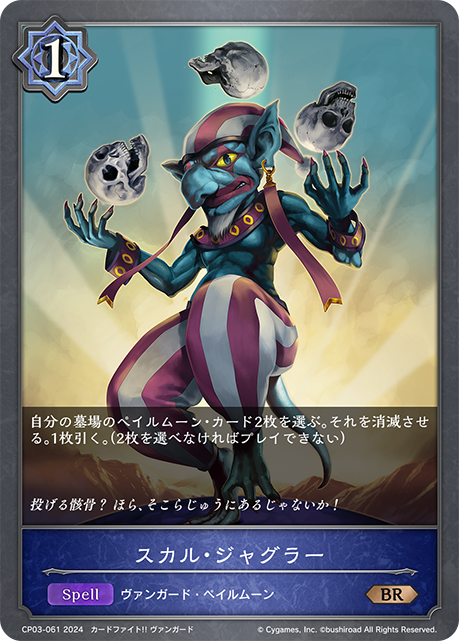 1
自分の墓場のペイルムーン・カード2枚を選ぶ。それを消滅させ
る。1枚引く。(2枚を選べなければプレイできない)
投げる骸骨? ほら、そこらじゅうにあるじゃないか!
スカル・ジャグラー
Spell ヴァンガード・ペイルムーン BR
CP03-061 2024 カードファイト!! ヴァンガード © Cygames, Inc. ©bushiroad All Rights Reserved.